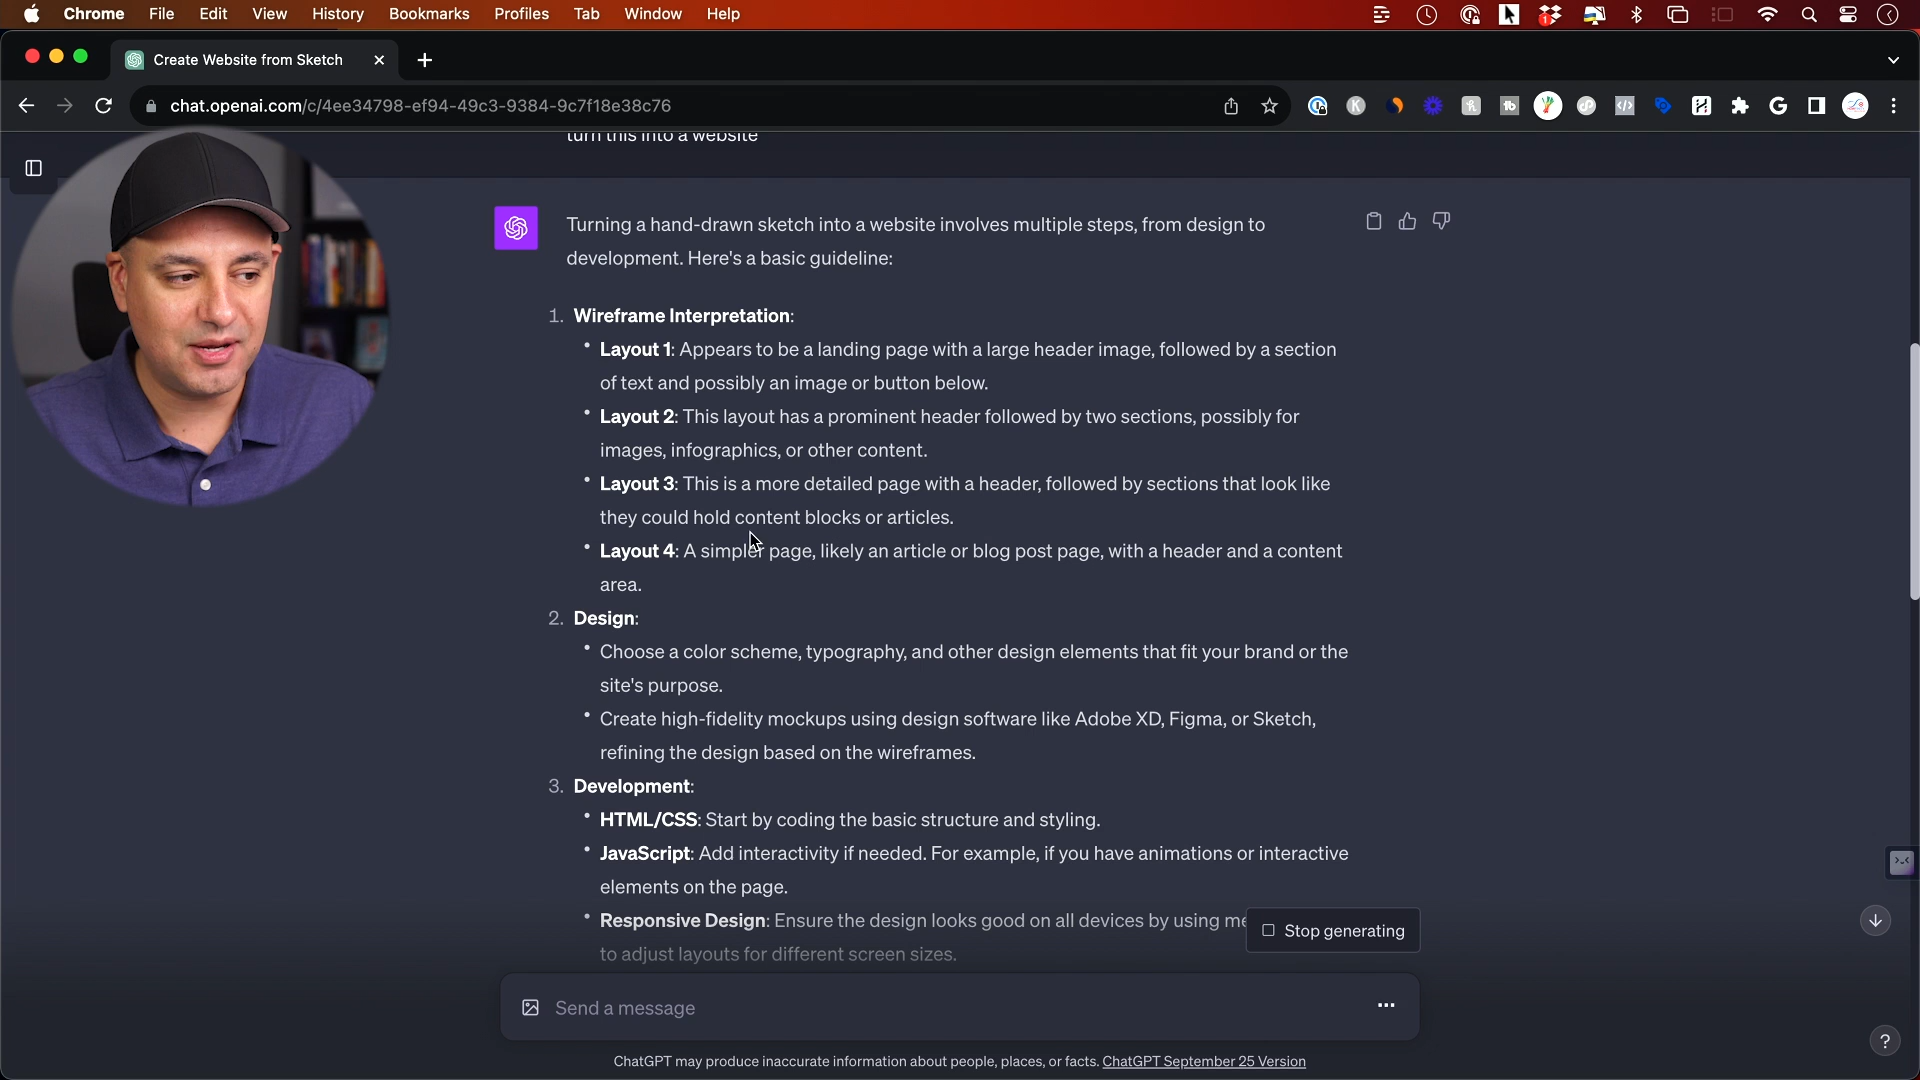 Chrome File Edit View History Bookmarks Profiles Tab Window Help
Create Website from Sketch
chat.openai.com/c/4ee34798-ef94-49c3-9384-9c7f18e38c76
turn this into a website
Turning a hand-drawn sketch into a website involves multiple steps, from design to
development. Here's a basic guideline:
1. Wireframe Interpretation:
• Layout 1: Appears to be a landing page with a large header image, followed by a section
of text and possibly an image or button below.
• Layout 2: This layout has a prominent header followed by two sections, possibly for
images, infographics, or other content.
• Layout 3: This is a more detailed page with a header, followed by sections that look like
they could hold content blocks or articles.
• Layout 4: A simpler page, likely an article or blog post page, with a header and a content
area.
2. Design:
• Choose a color scheme, typography, and other design elements that fit your brand or the
site's purpose.
• Create high-fidelity mockups using design software like Adobe XD, Figma, or Sketch,
refining the design based on the wireframes.
3. Development:
• HTML/CSS: Start by coding the basic structure and styling.
• JavaScript: Add interactivity if needed. For example, if you have animations or interactive
elements on the page.
• Responsive Design: Ensure the design looks good on all devices by using me
to adjust layouts for different screen sizes.
Stop generating
Send a message
ChatGPT may produce inaccurate information about people, places, or facts. ChatGPT September 25 Version
?